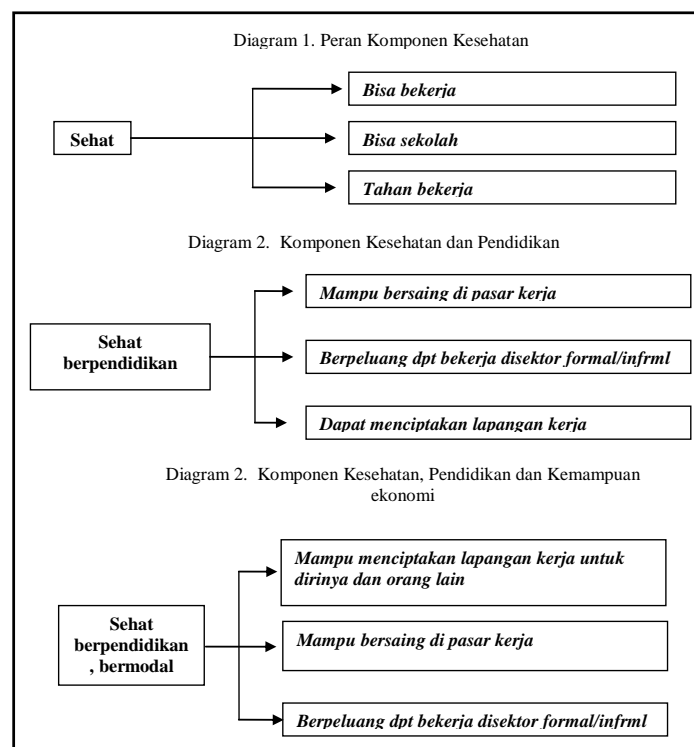 Diagram 1. Peran Komponen Kesehatan
Bisa bekerja
Sehat
Bisa sekolah
Tahan bekerja
Diagram 2. Komponen Kesehatan dan Pendidikan
Mampu bersaing di pasar kerja
Sehat
berpendidikan
Berpeluang dpt bekerja disektor formal/infrml
Dapat menciptakan lapangan kerja
Diagram 2. Komponen Kesehatan, Pendidikan dan Kemampuan
ekonomi
Mampu menciptakan lapangan kerja untuk
dirinya dan orang lain
Sehat
berpendidikan
, bermodal
Mampu bersaing di pasar kerja
Berpeluang dpt bekerja disektor formal/infrml